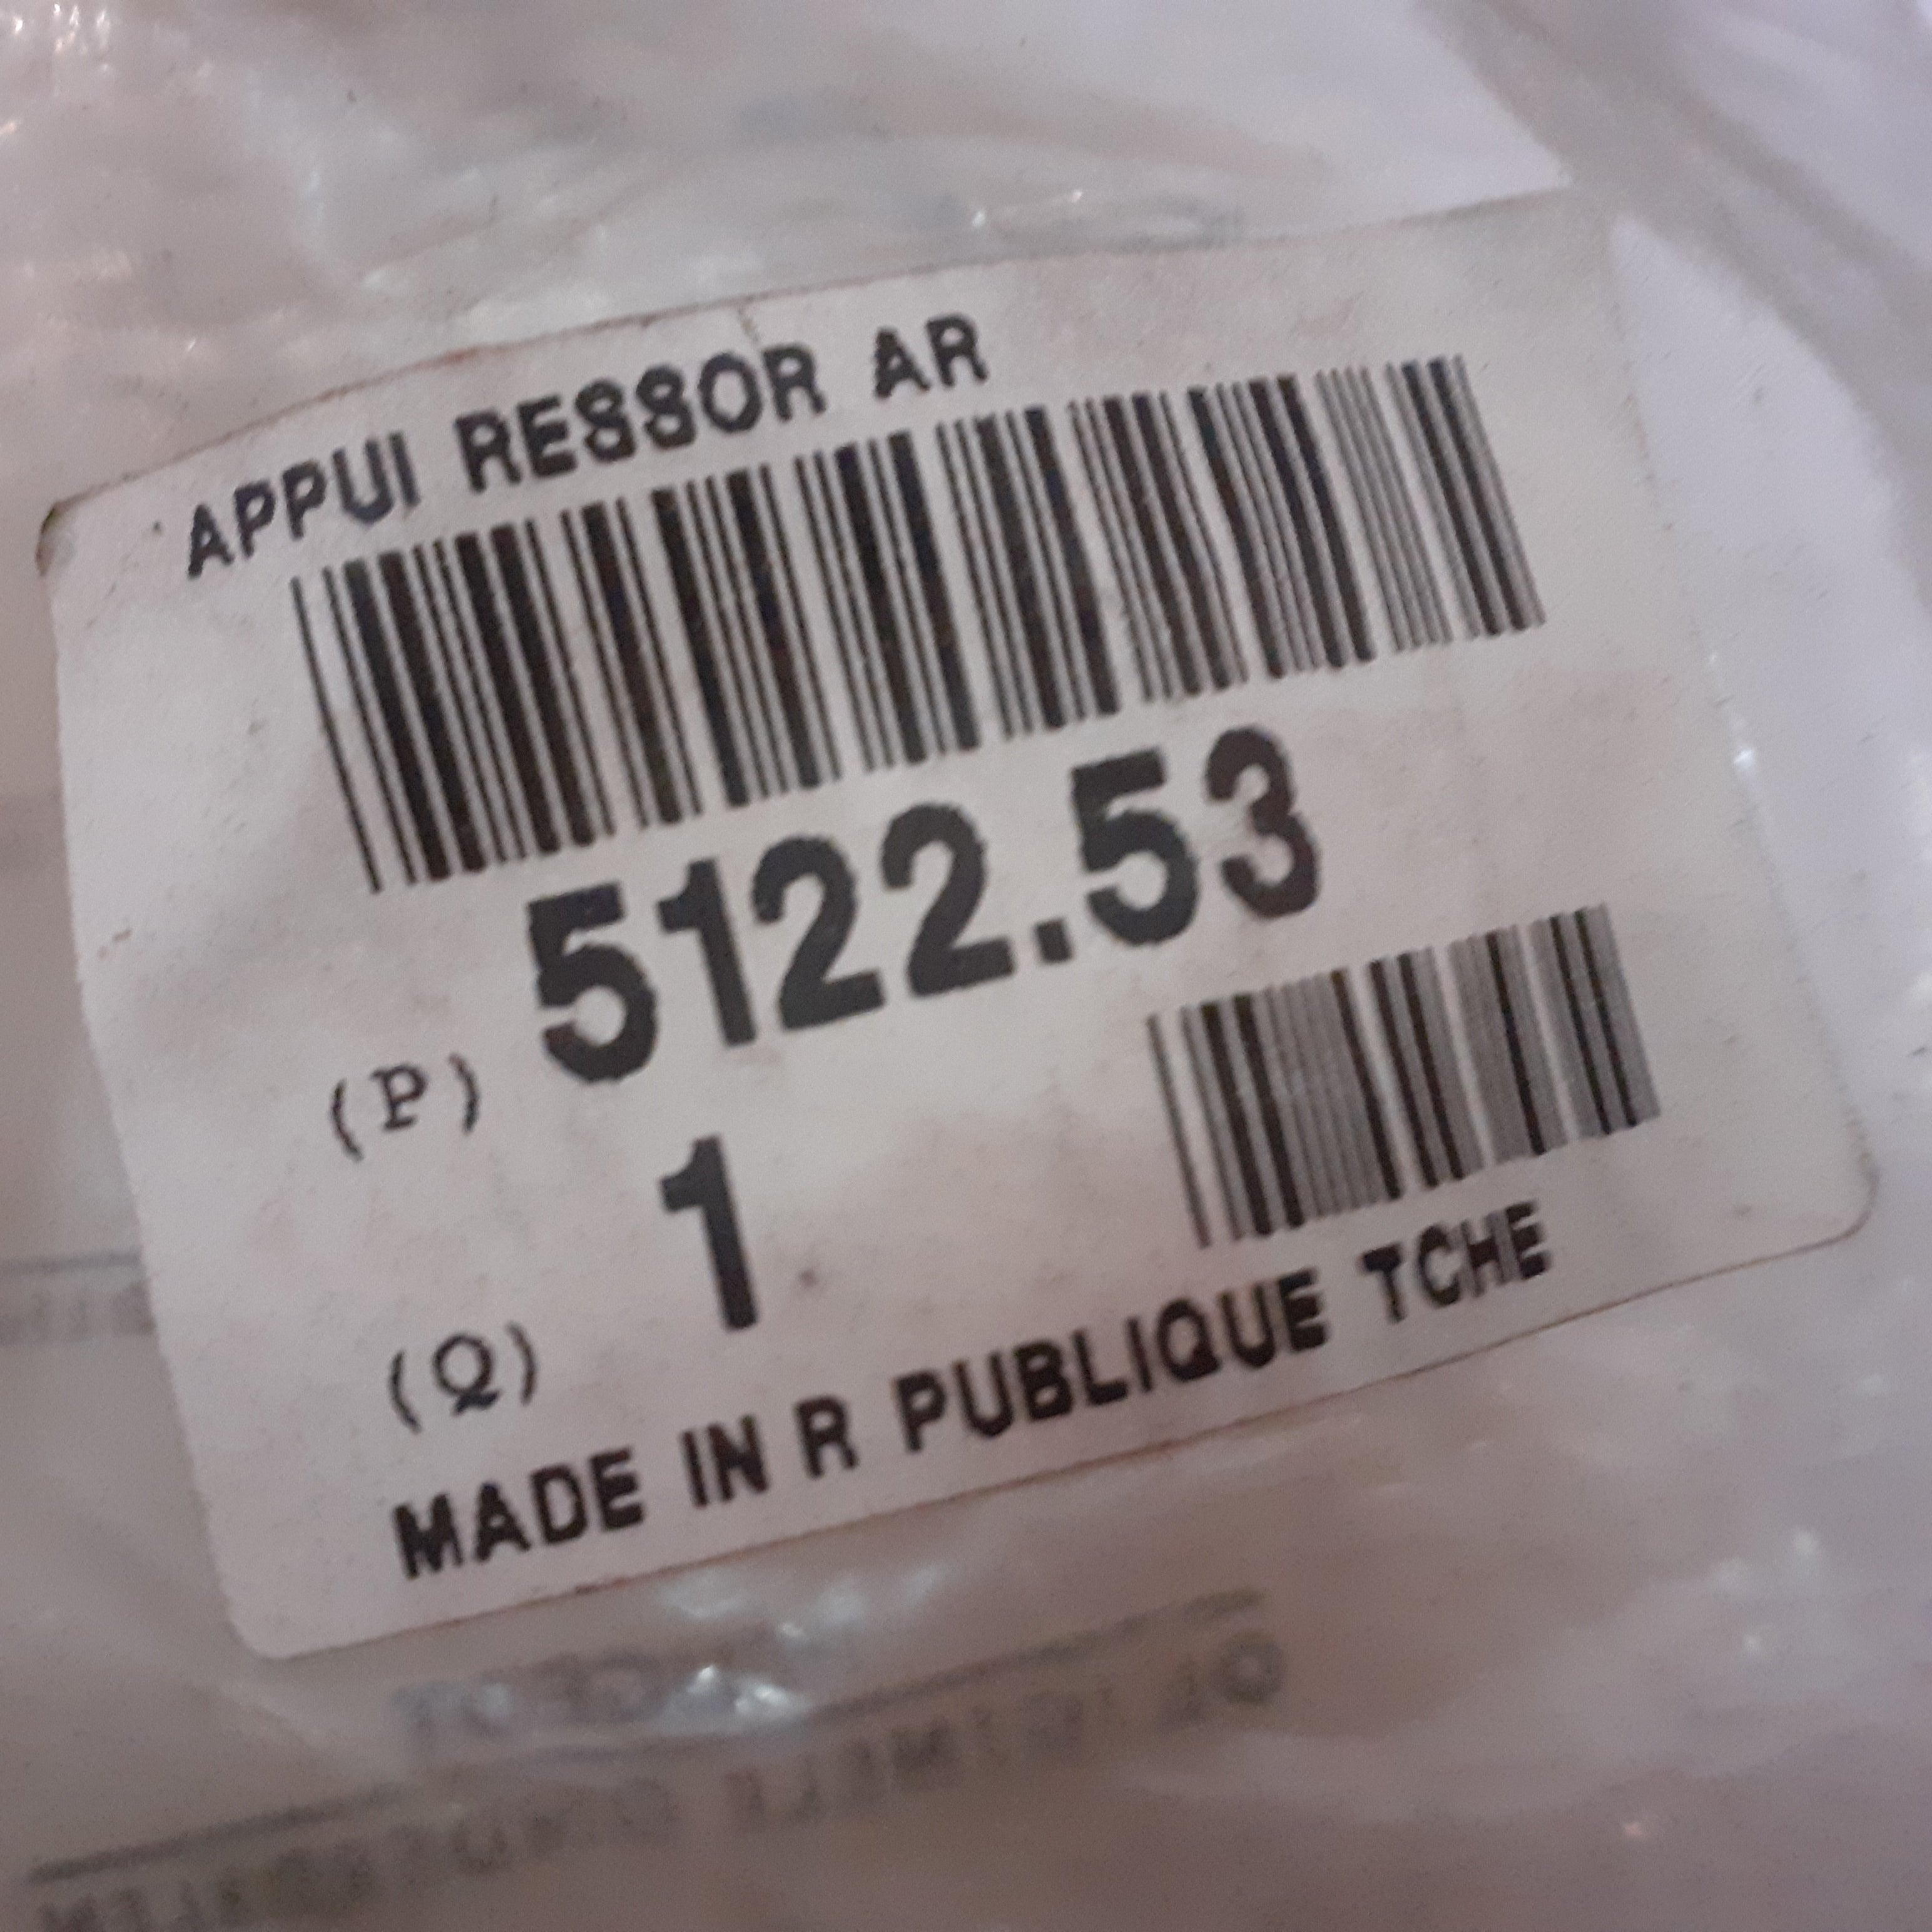 APPUI RESSOR AR
(P) 5122.53
(Q) 1
MADE IN R PUBLIQUE TCHE